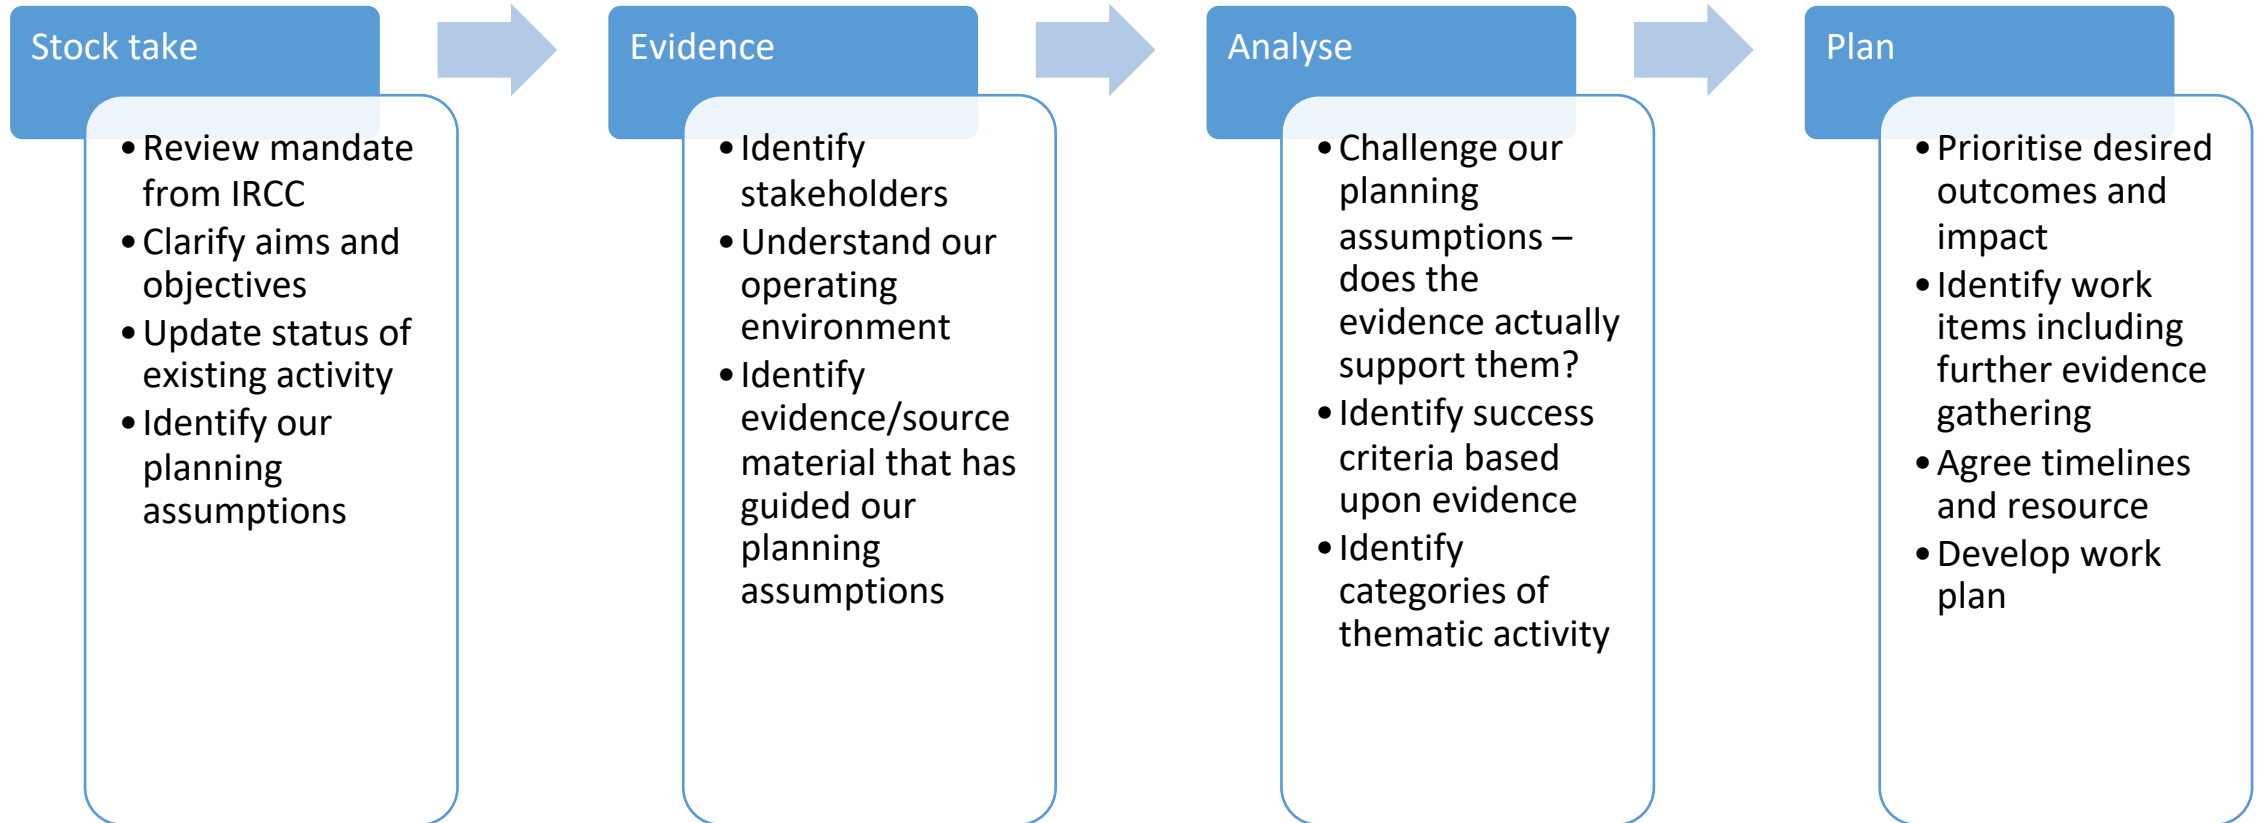 Stock take
• Review mandate
from IRCC
• Clarify aims and
objectives
• Update status of
existing activity
• Identify our
planning
assumptions
Evidence
• Identify
stakeholders
• Understand our
operating
environment
• Identify
evidence/source
material that has
guided our
planning
assumptions
Analyse
• Challenge our
planning
assumptions –
does the
evidence actually
support them?
• Identify success
criteria based
upon evidence
• Identify
categories of
thematic activity
Plan
• Prioritise desired
outcomes and
impact
• Identify work
items including
further evidence
gathering
• Agree timelines
and resource
• Develop work
plan